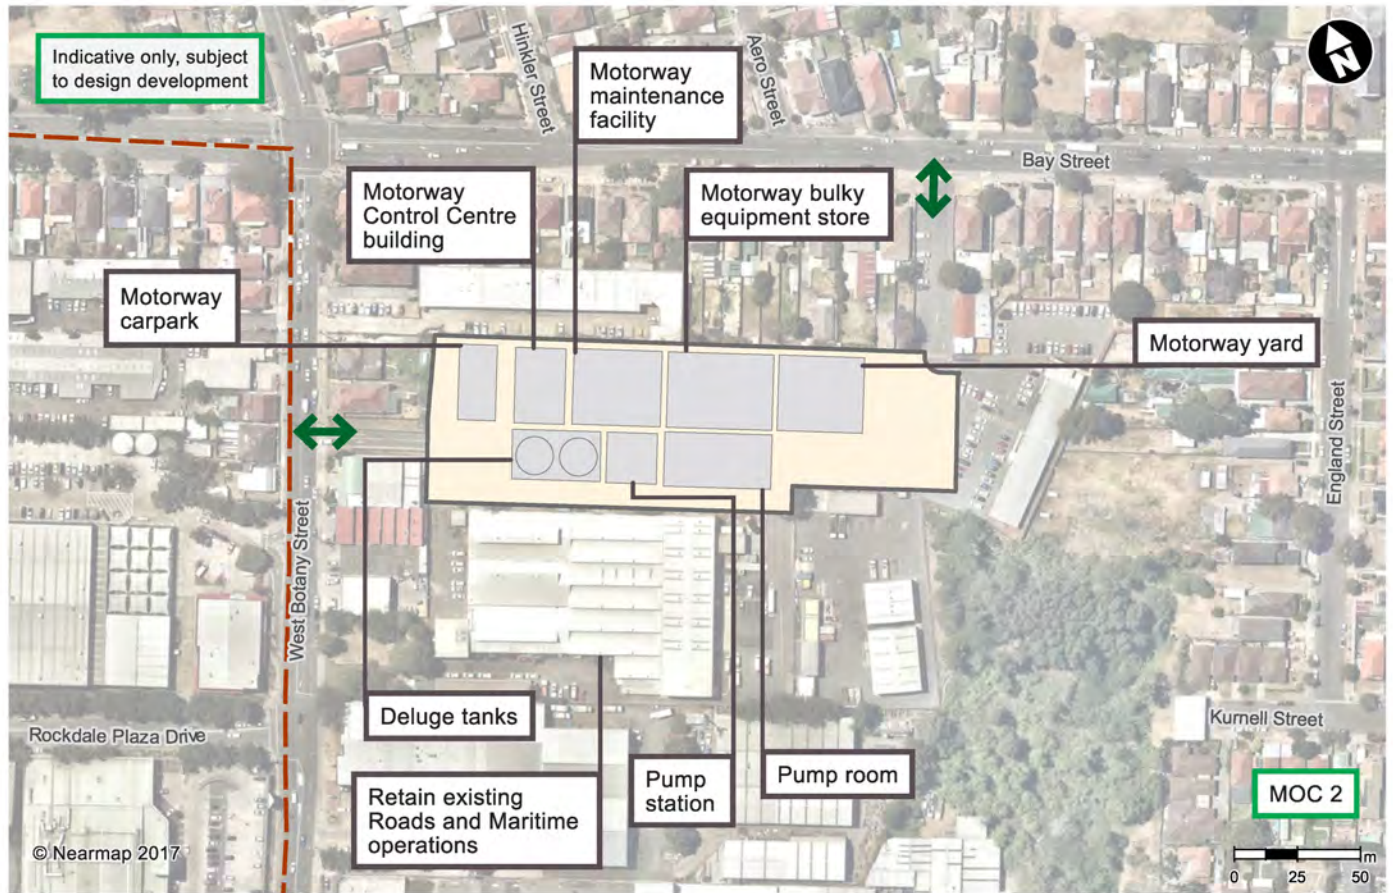 Indicative only, subject
to design development
Hinkler Street
Motorway
maintenance
facility
Aero Street
N
Bay Street
Motorway
Control Centre
building
Motorway bulky
equipment store
Motorway
carpark
Motorway yard
England Street
West Botany Street
Deluge tanks
Rockdale Plaza Drive
Kurnell Street
Pump
station
Pump room
Retain existing
Roads and Maritime
operations
MOC 2
© Nearmap 2017
m
0 25 50